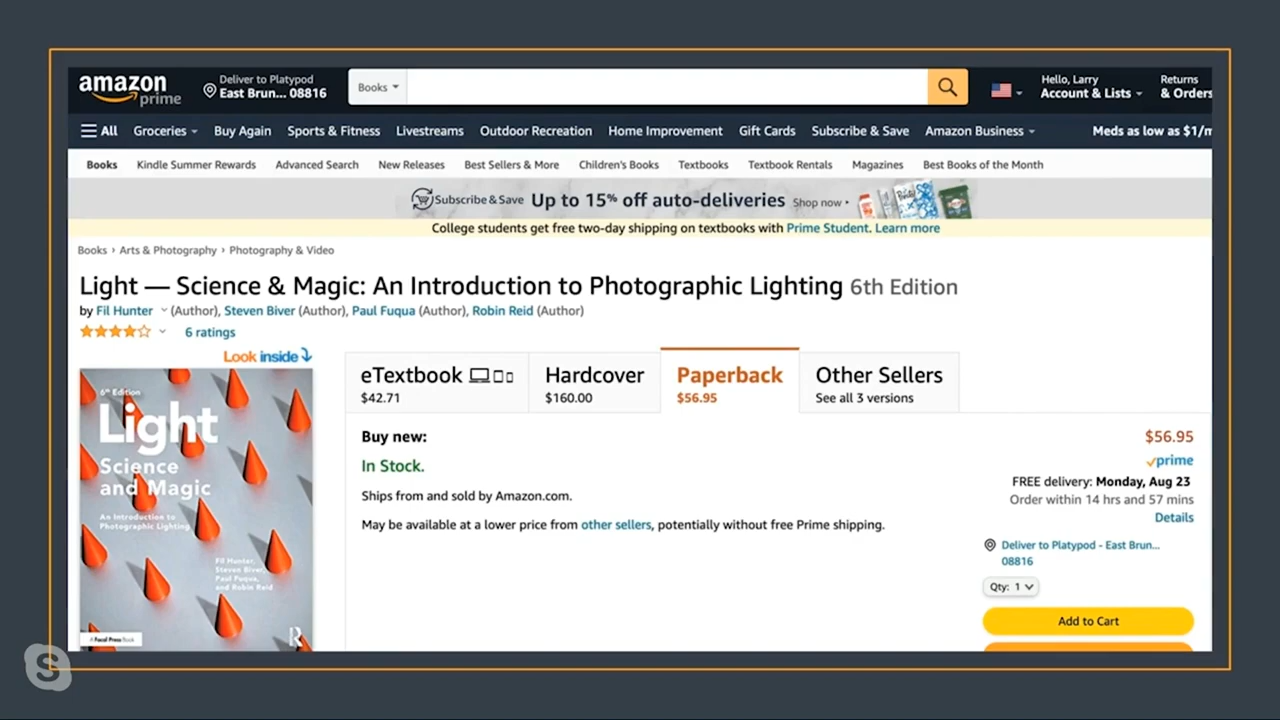 amazon
prime
Deliver to Platypod
East Brun... 08816
Books
Hello, Larry
Account & Lists
Returns
& Orders
All
Groceries
Buy Again
Sports & Fitness
Livestreams
Outdoor Recreation
Home Improvement
Gift Cards
Subscribe & Save
Amazon Business
Meds as low as $1/m
Books
Kindle Summer Rewards
Advanced Search
New Releases
Best Sellers & More
Children's Books
Textbooks
Textbook Rentals
Magazines
Best Books of the Month
Subscribe & Save Up to 15% off auto-deliveries Shop now ▸
College students get free two-day shipping on textbooks with Prime Student. Learn more
Books › Arts & Photography › Photography & Video
Light — Science & Magic: An Introduction to Photographic Lighting 6th Edition
by Fil Hunter (Author), Steven Biver (Author), Paul Fuqua (Author), Robin Reid (Author)
6 ratings
Look inside
6th Edition
Light
Science
and Magic
An Introduction to
Photographic Lighting
Fil Hunter,
Steven Biver,
Paul Fuqua,
and Robin Reid
A Focal Press Book
R
eTextbook
$42.71
Hardcover
$160.00
Paperback
$56.95
Other Sellers
See all 3 versions
Buy new:
In Stock.
Ships from and sold by Amazon.com.
May be available at a lower price from other sellers, potentially without free Prime shipping.
$56.95
prime
FREE delivery: Monday, Aug 23
Order within 14 hrs and 57 mins
Details
Deliver to Platypod - East Brun...
08816
Qty: 1
Add to Cart
S